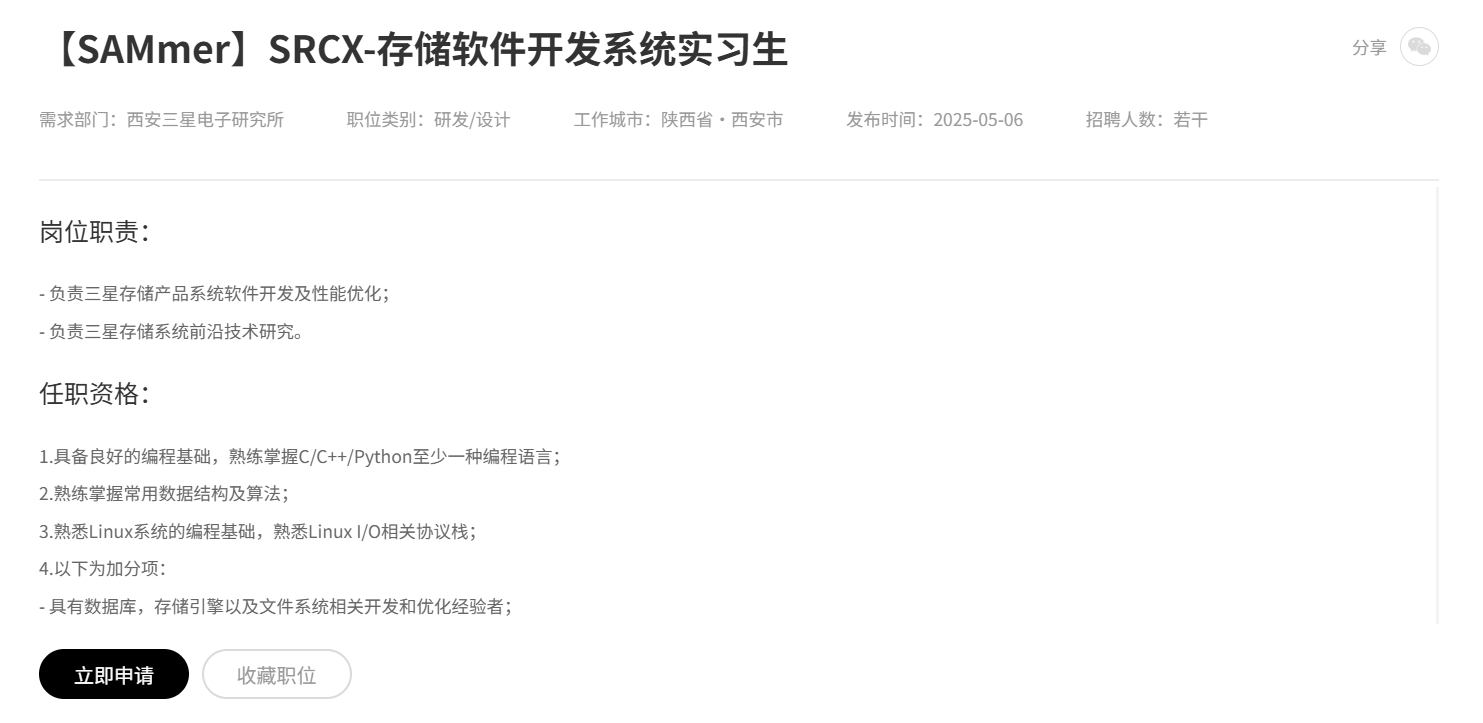 【SAMmer】SRCX-存储软件开发系统实习生
分享
需求部门：西安三星电子研究所 职位类别：研发/设计 工作城市：陕西省・西安市 发布时间：2025-05-06 招聘人数：若干
岗位职责：
- 负责三星存储产品系统软件开发及性能优化；
- 负责三星存储系统前沿技术研究。
任职资格：
1.具备良好的编程基础，熟练掌握C/C++/Python至少一种编程语言；
2.熟练掌握常用数据结构及算法；
3.熟悉Linux系统的编程基础，熟悉Linux I/O相关协议栈；
4.以下为加分项：
- 具有数据库，存储引擎以及文件系统相关开发和优化经验者；
立即申请 收藏职位